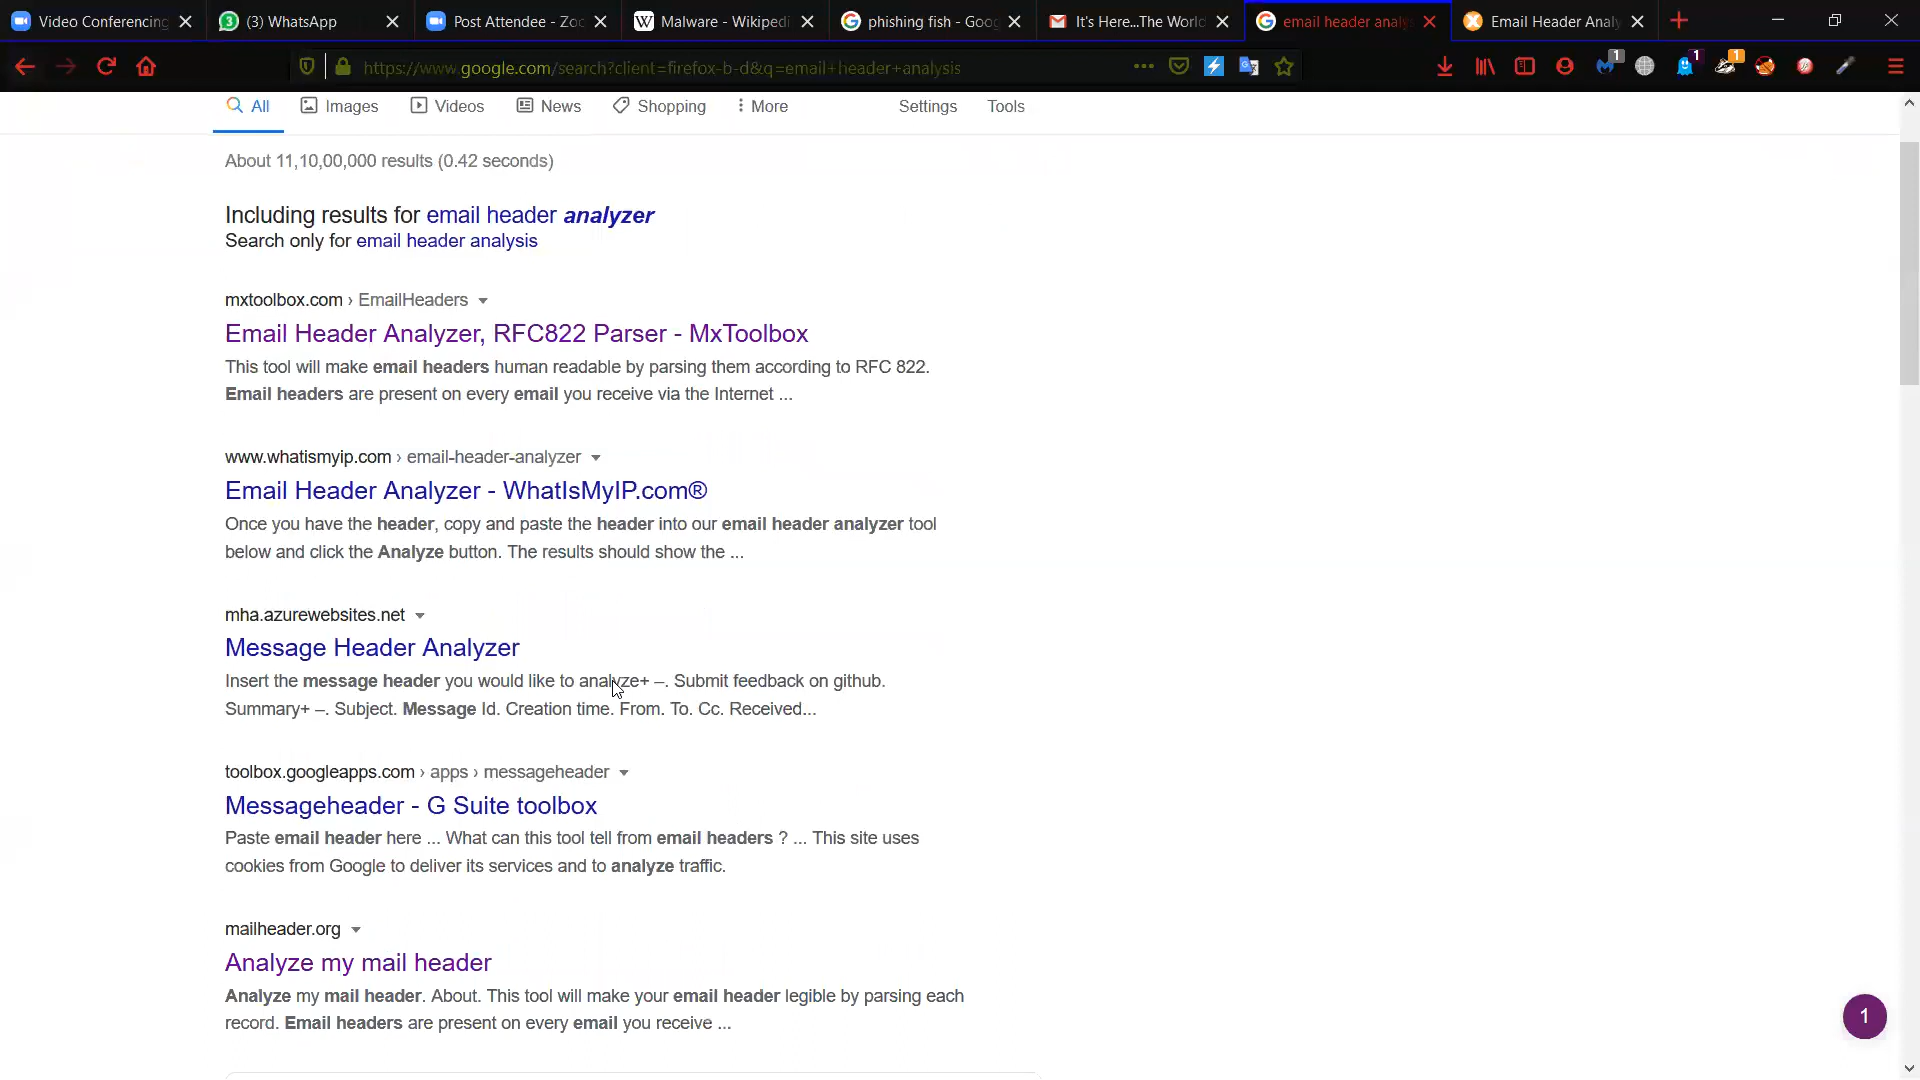 Video Conferencing
(3) WhatsApp
Post Attendee - Zoo
Malware - Wikipedi
phishing fish - Goog
It's Here...The World
email header analys
Email Header Analy
https://www.google.com/search?client=firefox-b-d&q=email+header+analysis
1
1
1
All
Images
Videos
News
Shopping
More
Settings
Tools
About 11,10,00,000 results (0.42 seconds)
Including results for email header analyzer
Search only for email header analysis
mxtoolbox.com › EmailHeaders
Email Header Analyzer, RFC822 Parser - MxToolbox
This tool will make email headers human readable by parsing them according to RFC 822.
Email headers are present on every email you receive via the Internet ...
www.whatismyip.com › email-header-analyzer
Email Header Analyzer - WhatIsMyIP.com®
Once you have the header, copy and paste the header into our email header analyzer tool
below and click the Analyze button. The results should show the ...
mha.azurewebsites.net
Message Header Analyzer
Insert the message header you would like to analyze+ –. Submit feedback on github.
Summary+ –. Subject. Message Id. Creation time. From. To. Cc. Received...
toolbox.googleapps.com › apps › messageheader
Messageheader - G Suite toolbox
Paste email header here ... What can this tool tell from email headers ? ... This site uses
cookies from Google to deliver its services and to analyze traffic.
mailheader.org
Analyze my mail header
Analyze my mail header. About. This tool will make your email header legible by parsing each
record. Email headers are present on every email you receive ...
1